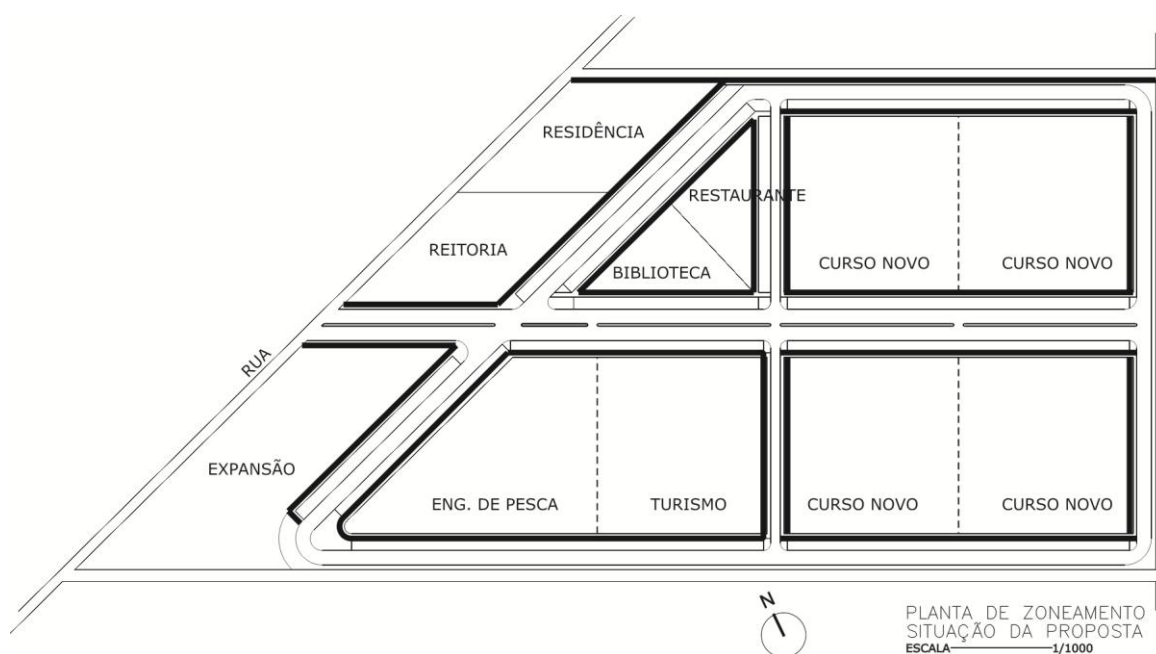 RESIDÊNCIA
RESTAURANTE
REITORIA
BIBLIOTECA
CURSO NOVO
CURSO NOVO
RUA
EXPANSÃO
ENG. DE PESCA
TURISMO
CURSO NOVO
CURSO NOVO
N
PLANTA DE ZONEAMENTO
SITUAÇÃO DA PROPOSTA
ESCALA 1/1000